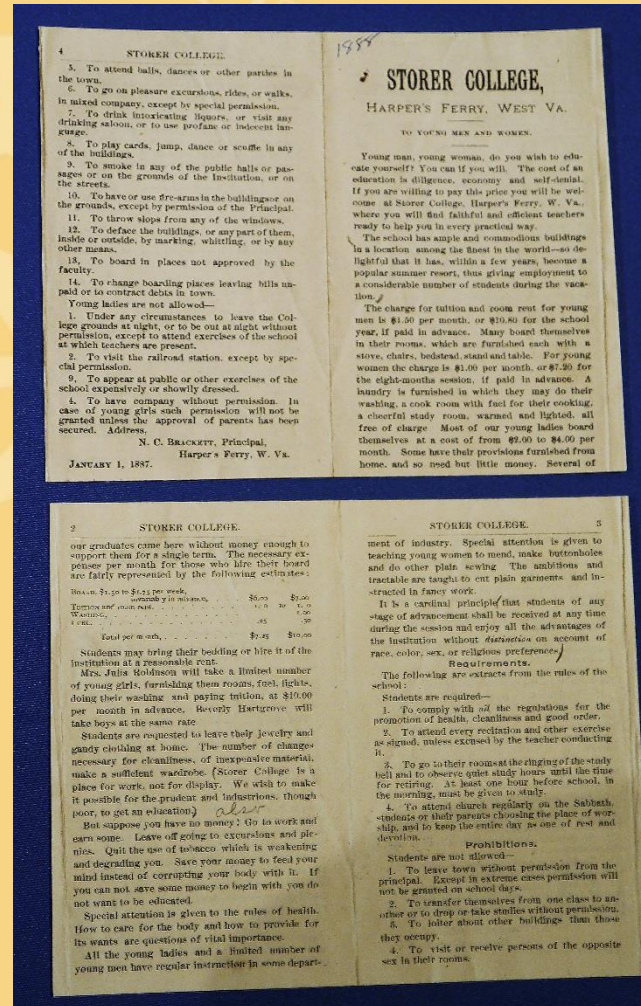 4
STORER COLLEGE.
5. To attend balls, dances or other parties in
the town.
6. To go on pleasure excursions, rides, or walks,
in mixed company, except by special permission.
7. To drink intoxicating liquors, or visit any
drinking saloon, or to use profane or indecent lan-
guage.
8. To play cards, jump, dance or scuffle in any
of the buildings.
9. To smoke in any of the public halls or pas-
sages or on the grounds of the Institution, or on
the streets.
10. To have or use fire-arms in the buildings or on
the grounds, except by permission of the Principal.
11. To throw slops from any of the windows.
12. To deface the buildings, or any part of them,
inside or outside, by marking, whittling, or by any
other means.
13, To board in places not approved by the
faculty.
14. To change boarding places leaving bills un-
paid or to contract debts in town.
Young ladies are not allowed—
1. Under any circumstances to leave the Col-
lege grounds at night, or to be out at night without
permission, except to attend exercises of the school
at which teachers are present.
2. To visit the railroad station, except by spe-
cial permission.
9, To appear at public or other exercises of the
school expensively or showily dressed.
4. To have company without permission. In
case of young girls such permission will not be
granted unless the approval of parents has been
secured. Address,
N. C. BRACKETT, Principal,
Harper's Ferry, W. Va.
JANUARY 1, 1887.
1888
STORER COLLEGE,
HARPER'S FERRY, WEST VA.
TO YOUNG MEN AND WOMEN.
Young man, young woman, do you wish to edu-
cate yourself? You can if you will. The cost of an
education is diligence, economy and self-denial.
If you are willing to pay this price you will be wel-
come at Storer College, Harper's Ferry, W. Va.,
where you will find faithful and efficient teachers
ready to help you in every practical way.
The school has ample and commodious buildings
in a location among the finest in the world—so de-
lightful that it has, within a few years, become a
popular summer resort, thus giving employment to
a considerable number of students during the vaca-
tion.
The charge for tuition and room rent for young
men is $1.50 per month, or $10.80 for the school
year, if paid in advance. Many board themselves
in their rooms, which are furnished each with a
stove, chairs, bedstead, stand and table. For young
women the charge is $1.00 per month, or $7.20 for
the eight-months session, if paid in advance. A
laundry is furnished in which they may do their
washing, a cook room with fuel for their cooking,
a cheerful study room, warmed and lighted, all
free of charge Most of our young ladies board
themselves at a cost of from $2.00 to $4.00 per
month. Some have their provisions furnished from
home, and so need but little money. Several of
2
STORER COLLEGE.
our graduates came here without money enough to
support them for a single term. The necessary ex-
penses per month for those who hire their board
are fairly represented by the following estimates:
BOARD, $1.50 to $1.75 per week,
invariably in advance, $6.00 $7.00
TUITION and room rent, to
WASHING, 1.00
.25
Total per month, $7.25 $10.00
Students may bring their bedding or hire it of the
institution at a reasonable rent.
Mrs. Julia Robinson will take a limited number
of young girls, furnishing them rooms, fuel, lights,
doing their washing and paying tuition, at $10.00
per month in advance. Beverly Hartgrove will
take boys at the same rate
Students are requested to leave their jewelry and
gaudy clothing at home. The number of changes
necessary for cleanliness, of inexpensive material,
make a sufficient wardrobe. (Storer College is a
place for work, not for display. We wish to make
it possible for the prudent and industrious, though
poor, to get an education.) also
But suppose you have no money: Go to work and
earn some. Leave off going to excursions and pic-
nics. Quit the use of tobacco which is weakening
and degrading you. Save your money to feed your
mind instead of corrupting your body with it. If
you can not save some money to begin with you do
not want to be educated.
Special attention is given to the rules of health.
How to care for the body and how to provide for
its wants are questions of vital importance.
All the young ladies and a limited number of
young men have regular instruction in some depart-
STORER COLLEGE.
3
ment of industry. Special attention is given to
teaching young women to mend, make buttonholes
and do other plain sewing The ambitious and
tractable are taught to cut plain garments and in-
structed in fancy work.
It is a cardinal principle that students of any
stage of advancement shall be received at any time
during the session and enjoy all the advantages of
the institution without distinction on account of
race, color, sex, or religious preferences)
Requirements.
The following are extracts from the rules of the
school:
Students are required—
1. To comply with all the regulations for the
promotion of health, cleanliness and good order.
2. To attend every recitation and other exercise
as signed, unless excused by the teacher conducting
it.
3. To go to their rooms at the ringing of the study
bell and to observe quiet study hours until the time
for retiring. At least one hour before school, in
the morning, must be given to study.
4. To attend church regularly on the Sabbath,
students or their parents choosing the place of wor-
ship, and to keep the entire day as one of rest and
devotion.
Prohibitions.
Students are not allowed—
1. To leave town without permission from the
principal. Except in extreme cases permission will
not be granted on school days.
2. To transfer themselves from one class to an-
other or to drop or take studies without permission.
3. To loiter about other buildings than those
they occupy.
4. To visit or receive persons of the opposite
sex in their rooms.